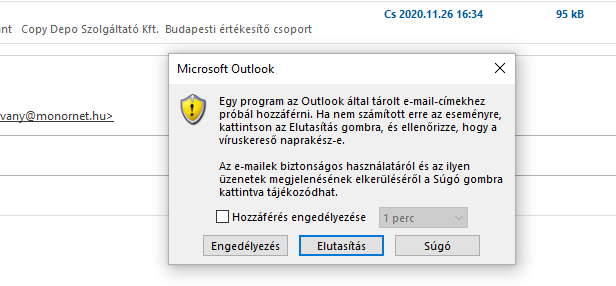 Cs 2020.11.26 16:34 95 kB
nt Copy Depo Szolgáltató Kft. Budapesti értékesítő csoport
Microsoft Outlook
Egy program az Outlook által tárolt e-mail-címekhez
próbál hozzáférni. Ha nem számított erre az eseményre,
kattintson az Elutasítás gombra, és ellenőrizze, hogy a
víruskereső naprakész-e.
vany@monornet.hu>
Az e-mailek biztonságos használatáról és az ilyen
üzenetek megjelenésének elkerüléséről a Súgó gombra
kattintva tájékozódhat.
Hozzáférés engedélyezése 1 perc
Engedélyezés Elutasítás Súgó